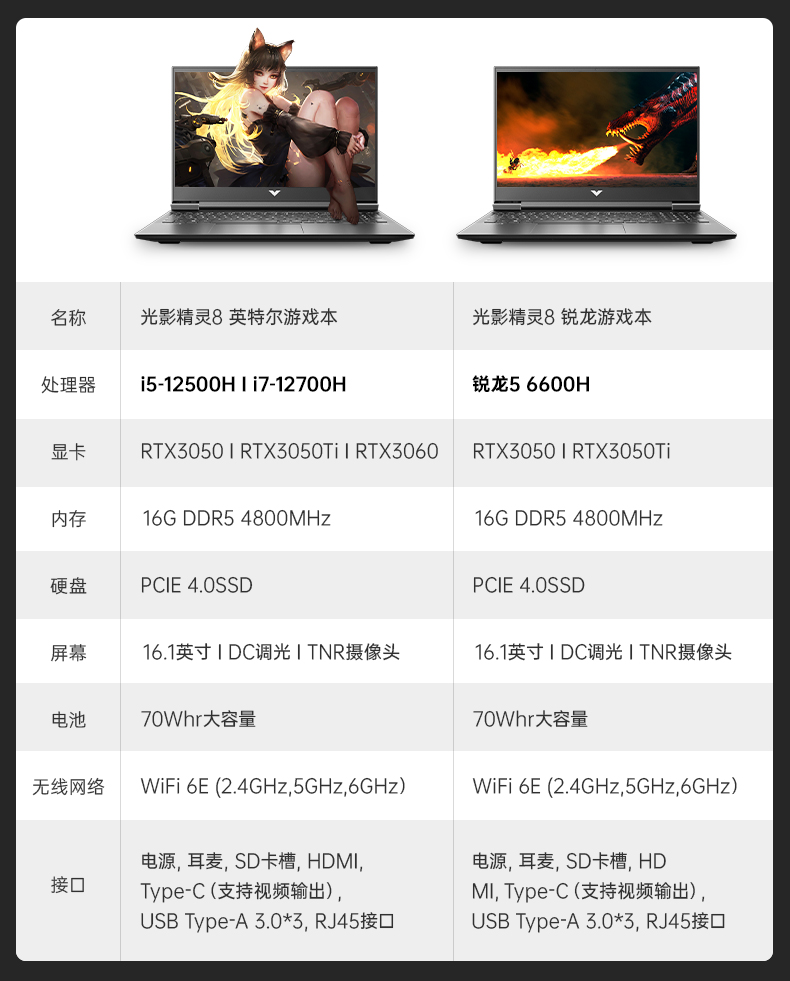 名称
光影精灵8 英特尔游戏本
光影精灵8 锐龙游戏本
处理器
i5-12500H I i7-12700H
锐龙5 6600H
显卡
RTX3050 I RTX3050Ti I RTX3060
RTX3050 I RTX3050Ti
内存
16G DDR5 4800MHz
16G DDR5 4800MHz
硬盘
PCIE 4.0SSD
PCIE 4.0SSD
屏幕
16.1英寸 I DC调光 I TNR摄像头
16.1英寸 I DC调光 I TNR摄像头
电池
70Whr大容量
70Whr大容量
无线网络
WiFi 6E (2.4GHz,5GHz,6GHz）
WiFi 6E (2.4GHz,5GHz,6GHz）
接口
电源, 耳麦, SD卡槽, HDMI,
Type-C (支持视频输出) ,
USB Type-A 3.0*3, RJ45接口
电源, 耳麦, SD卡槽, HD
MI, Type-C (支持视频输出) ,
USB Type-A 3.0*3, RJ45接口